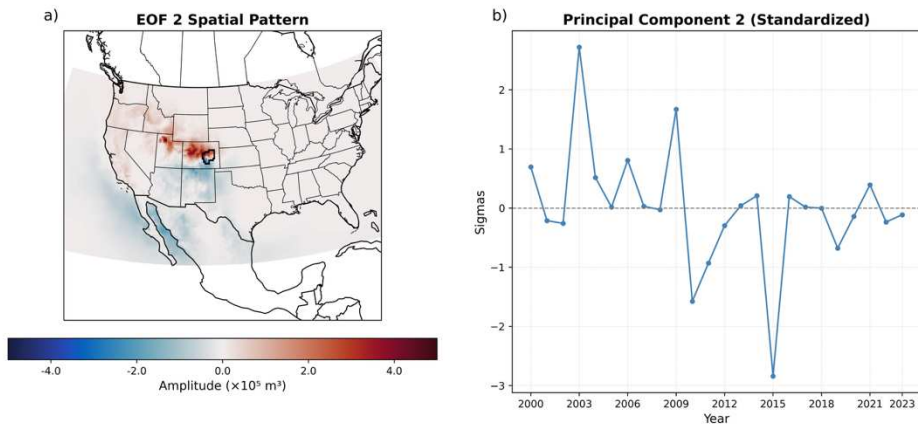 a)
EOF 2 Spatial Pattern
-4.0 -2.0 0.0 2.0 4.0
Amplitude (×10⁵ m³)
b)
Principal Component 2 (Standardized)
Sigmas
2
1
0
−1
−2
−3
2000 2003 2006 2009 2012 2015 2018 2021 2023
Year